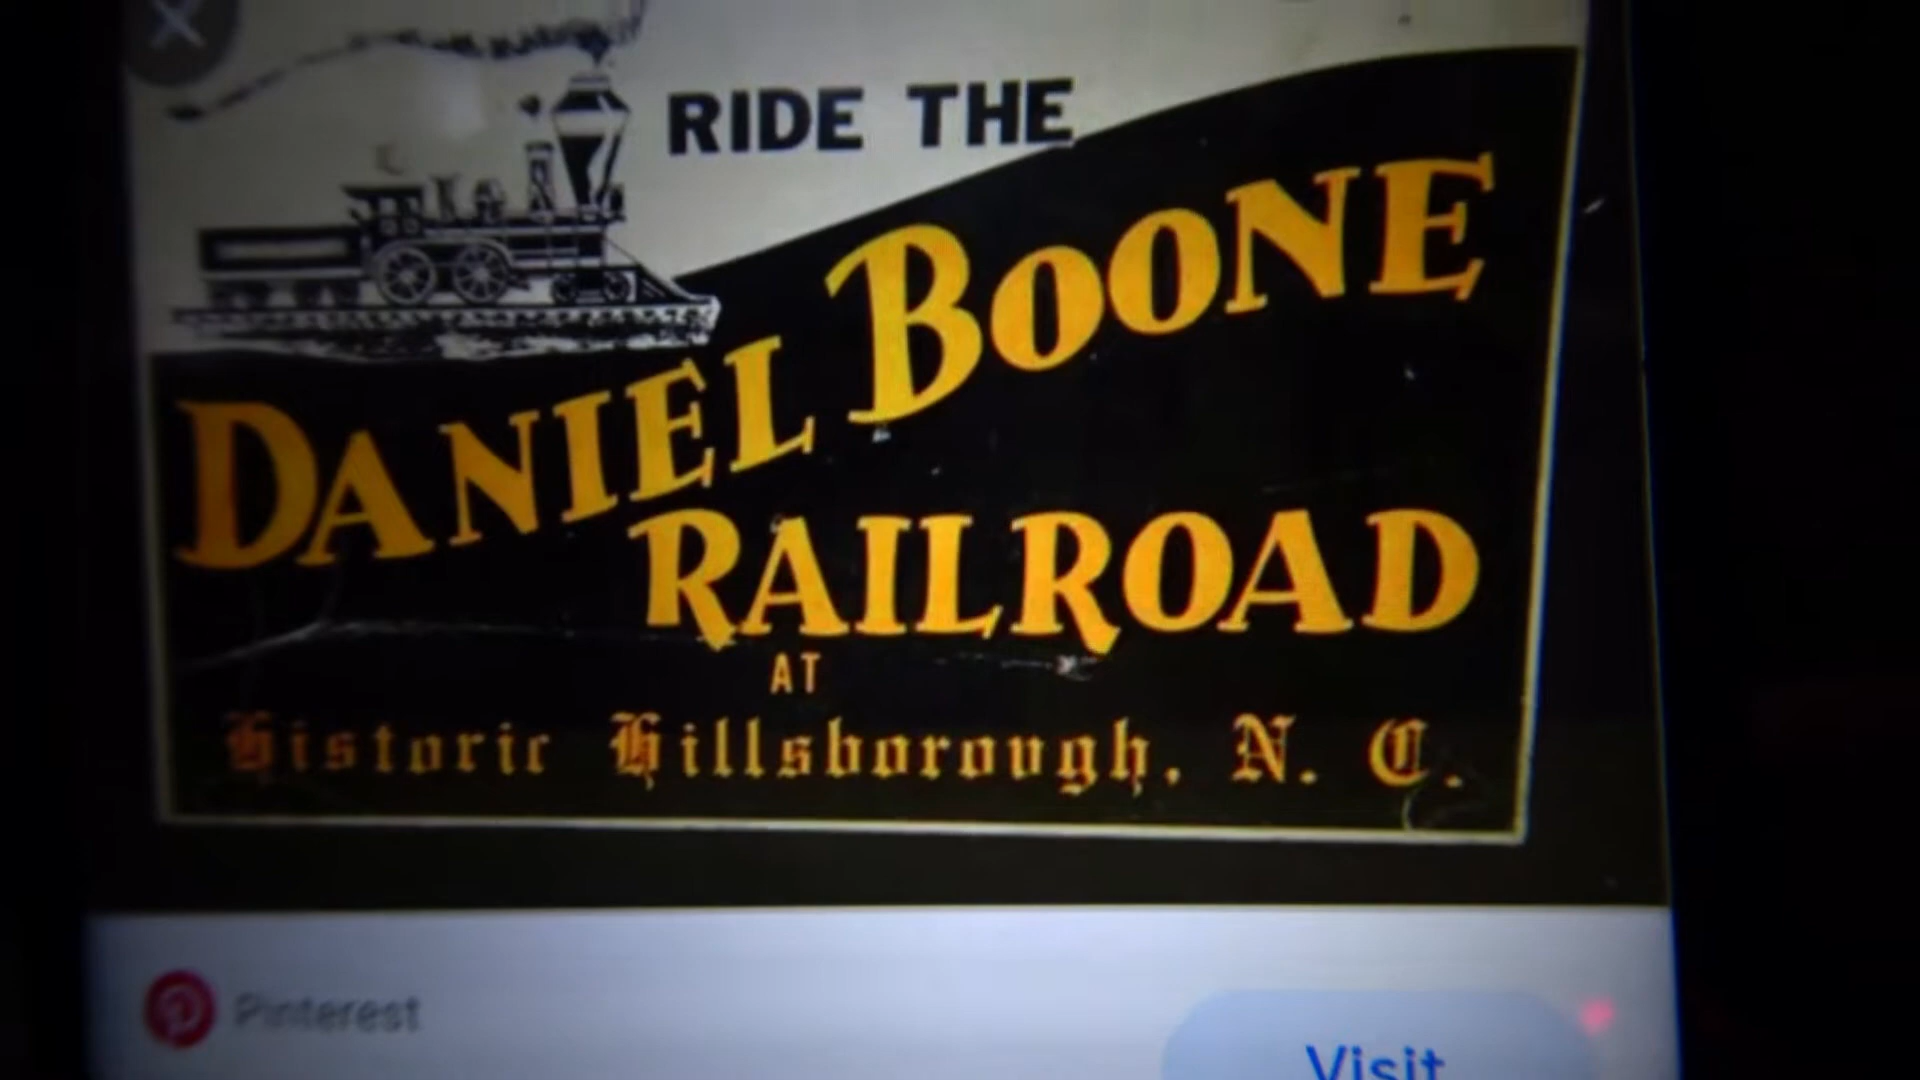 RIDE THE
DANIEL BOONE
RAILROAD
AT
Historic Hillsborough, N. C.
Pinterest
Visit